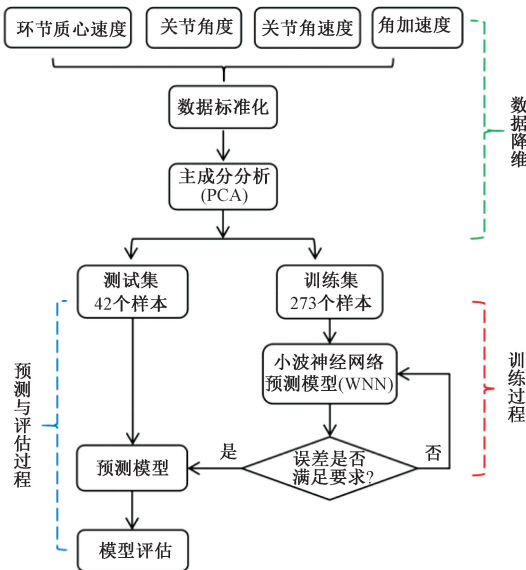 环节质心速度
关节角度
关节角速度
角加速度
数据标准化
数据降维
主成分分析
(PCA)
测试集
42个样本
训练集
273个样本
小波神经网络
预测模型(WNN)
训练过程
预测与评估过程
误差是否
满足要求?
是
否
预测模型
模型评估